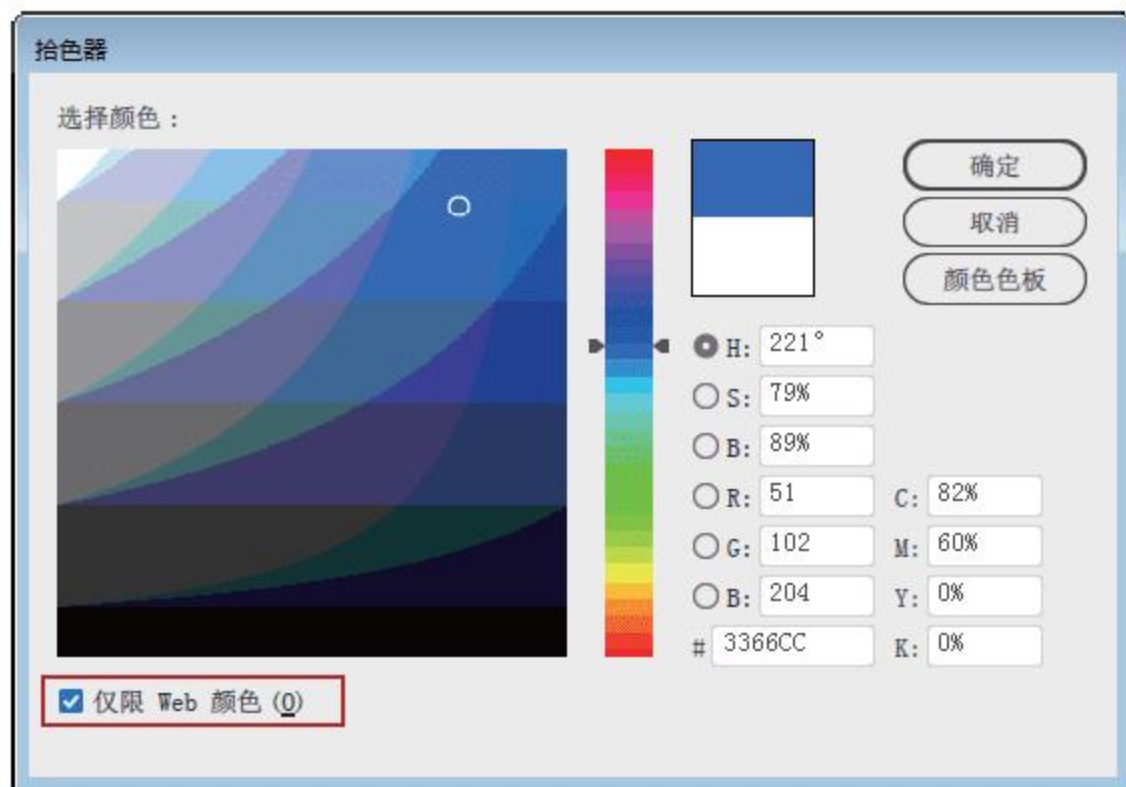 拾色器
选择颜色：
确定
取消
颜色色板
H: 221°
S: 79%
B: 89%
R: 51
C: 82%
G: 102
M: 60%
B: 204
Y: 0%
# 3366CC
K: 0%
仅限 Web 颜色 (O)